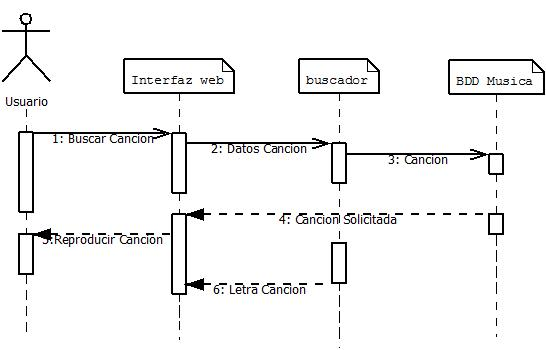 Usuario
Interfaz web
buscador
BDD Musica
1: Buscar Cancion
2: Datos Cancion
3: Cancion
4: Cancion Solicitada
5:Reproducir Cancion
6: Letra Cancion